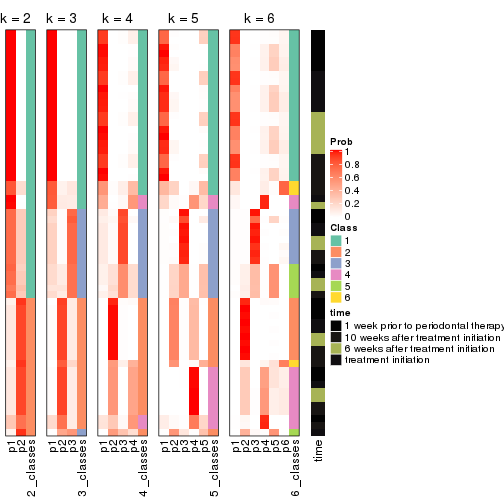 k = 2 k = 3 k = 4 k = 5 k = 6
Prob
1
0.8
0.6
0.4
0.2
0
Class
1
2
3
4
5
6
time
1 week prior to periodontal therapy
10 weeks after treatment initiation
6 weeks after treatment initiation
treatment initiation
p1
p2
2_classes
p1
p2
p3
3_classes
p1
p2
p3
p4
4_classes
p1
p2
p3
p4
p5
5_classes
p1
p2
p3
p4
p5
p6
6_classes
time